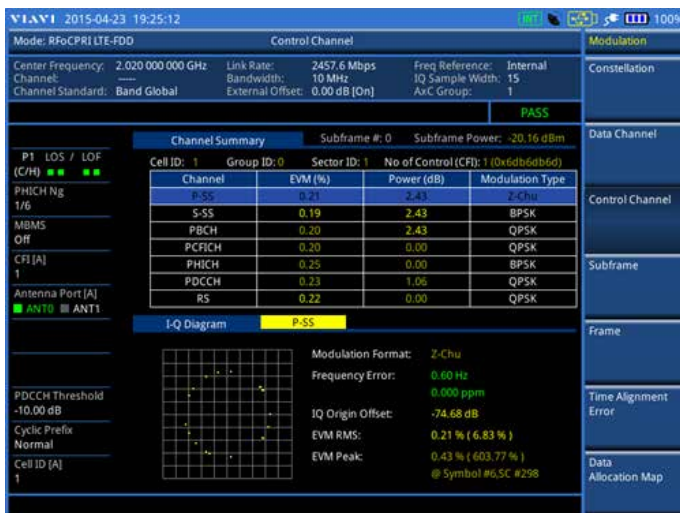 VIAVI 2015-04-23 19:25:12
INT
100%
Mode: RFoCPRI LTE-FDD
Control Channel
Center Frequency: 2.020 000 000 GHz
Channel: -----
Channel Standard: Band Global
Link Rate: 2457.6 Mbps
Bandwidth: 10 MHz
External Offset: 0.00 dB [On]
Freq Reference: Internal
IQ Sample Width: 15
AxC Group: 1
PASS
Channel Summary Subframe #: 0 Subframe Power: -20.16 dBm
Cell ID: 1 Group ID: 0 Sector ID: 1 No of Control (CFI): 1 (0x6db6db6d)
Channel EVM (%) Power (dB) Modulation Type
P-SS 0.21 2.43 Z-Chu
S-SS 0.19 2.43 BPSK
PBCH 0.20 2.43 QPSK
PCFICH 0.20 0.00 QPSK
PHICH 0.25 0.00 BPSK
PDCCH 0.23 1.06 QPSK
RS 0.22 0.00 QPSK
I-Q Diagram P-SS
Modulation Format: Z-Chu
Frequency Error: 0.60 Hz
0.000 ppm
IQ Origin Offset: -74.68 dB
EVM RMS: 0.21 % ( 6.83 % )
EVM Peak: 0.43 % ( 603.77 % )
@ Symbol #6,SC #298
P1 LOS / LOF
(C/H)
PHICH Ng
1/6
MBMS
Off
CFI [A]
1
Antenna Port [A]
ANT0 ANT1
PDCCH Threshold
-10.00 dB
Cyclic Prefix
Normal
Cell ID [A]
1
Modulation
Constellation
Data Channel
Control Channel
Subframe
Frame
Time Alignment
Error
Data
Allocation Map